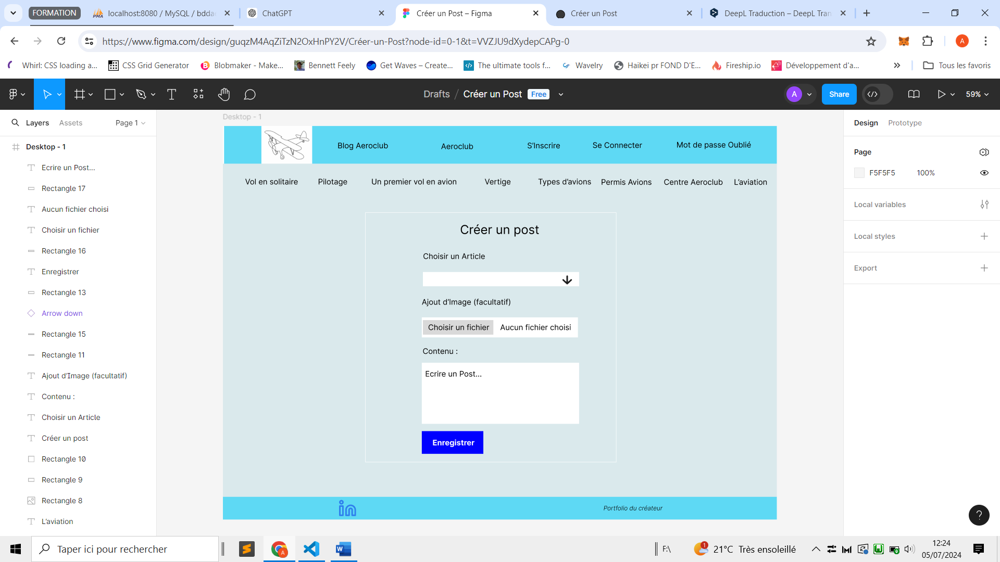 FORMATION
localhost:8080 / MySQL / bddae
ChatGPT
Créer un Post – Figma
Créer un Post
DeepL Traduction – DeepL Tran
https://www.figma.com/design/guqzM4AqZiTzN2OxHnPY2V/Créer-un-Post?node-id=0-1&t=VVZJU9dXydepCAPg-0
A
Whirl: CSS loading a...
CSS Grid Generator
Blobmaker - Make...
Bennett Feely
Get Waves – Create...
The ultimate tools f...
Wavelry
Haikei pr FOND D'E...
Fireship.io
Développement d'a...
Tous les favoris
Drafts / Créer un Post Free
A
Share
59%
Layers
Assets
Page 1
Desktop - 1
Ecrire un Post...
Rectangle 17
Aucun fichier choisi
Choisir un fichier
Rectangle 16
Enregistrer
Rectangle 13
Arrow down
Rectangle 15
Rectangle 11
Ajout d'Image (facultatif)
Contenu :
Choisir un Article
Créer un post
Rectangle 10
Rectangle 9
Rectangle 8
L'aviation
Desktop - 1
Blog Aeroclub
Aeroclub
S'Inscrire
Se Connecter
Mot de passe Oublié
Vol en solitaire
Pilotage
Un premier vol en avion
Vertige
Types d'avions
Permis Avions
Centre Aeroclub
L'aviation
Créer un post
Choisir un Article
Ajout d'Image (facultatif)
Choisir un fichier
Aucun fichier choisi
Contenu :
Ecrire un Post...
Enregistrer
in
Portfolio du créateur
Design
Prototype
Page
F5F5F5
100%
Local variables
Local styles
Export
?
Taper ici pour rechercher
F:\
1
21°C Très ensoleillé
12:24
05/07/2024